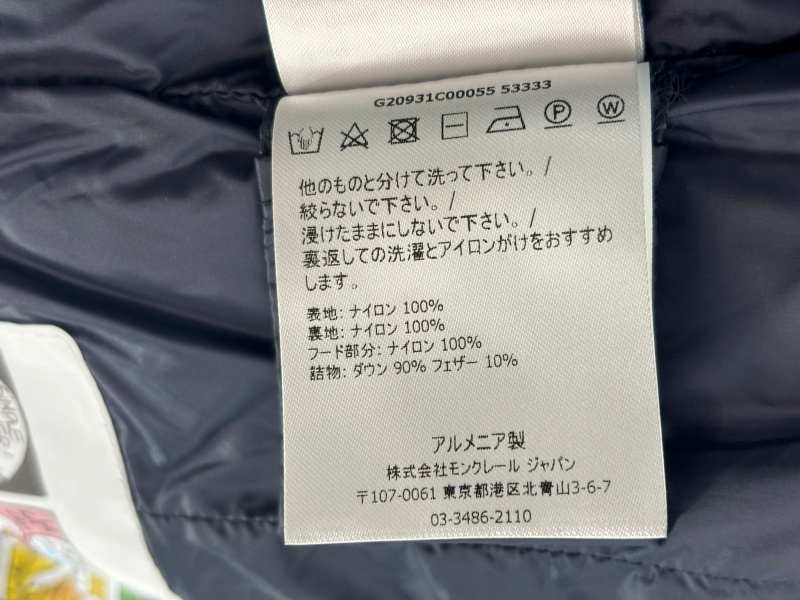 G20931C00055 53333
P
W
他のものと分けて洗って下さい。/
絞らないで下さい。/
浸けたままにしないで下さい。/
裏返しての洗濯とアイロンがけをおすすめ
します。
表地: ナイロン 100%
裏地: ナイロン 100%
フード部分: ナイロン 100%
詰物: ダウン 90% フェザー 10%
アルメニア製
株式会社モンクレール ジャパン
〒107-0061 東京都港区北青山3-6-7
03-3486-2110